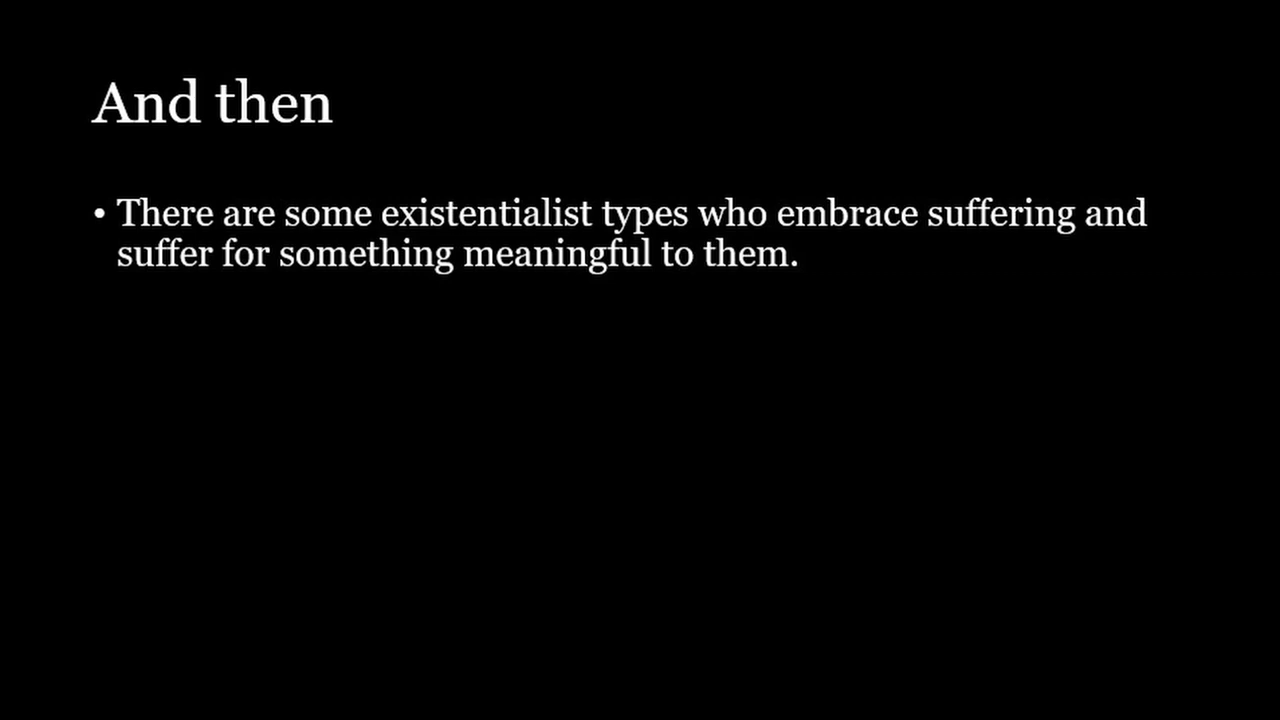 And then
• There are some existentialist types who embrace suffering and
suffer for something meaningful to them.